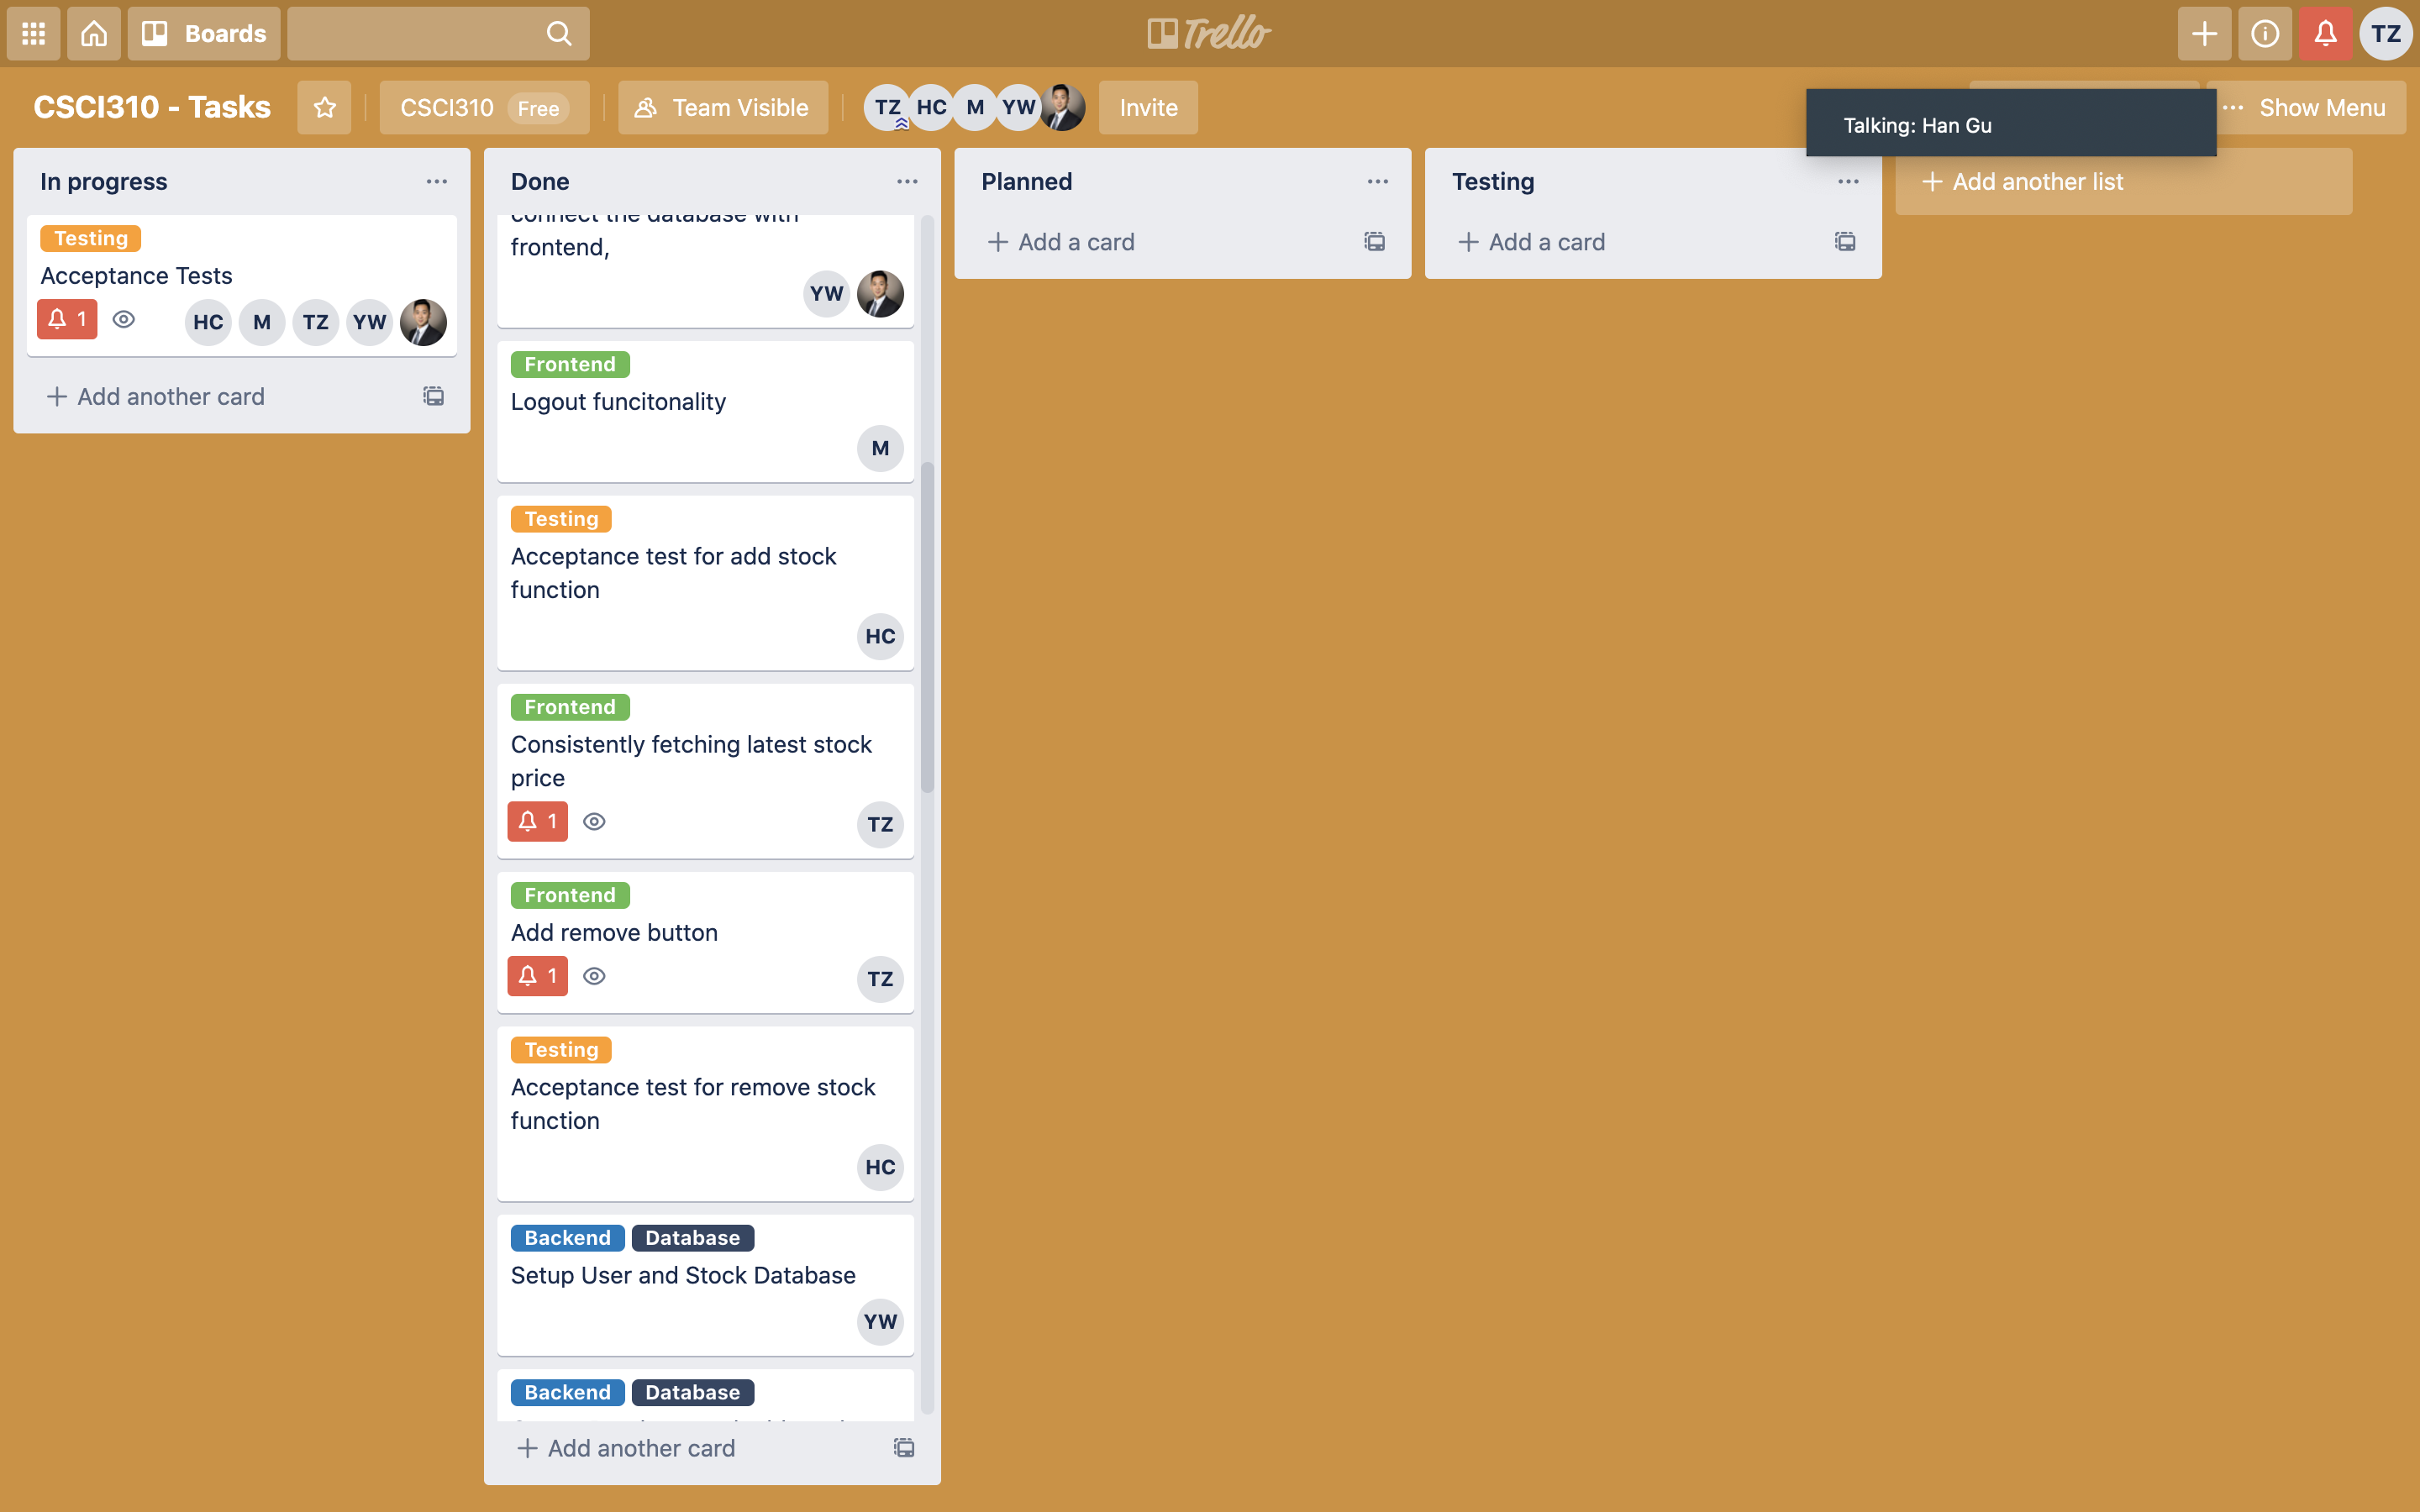 Boards
Trello
TZ
CSCI310 - Tasks
CSCI310 Free
Team Visible
TZ HC M YW
Invite
Talking: Han Gu
Show Menu
In progress
Testing
Acceptance Tests
1
HC M TZ YW
Add another card
Done
connect the database with
frontend,
YW
Frontend
Logout funcitonality
M
Testing
Acceptance test for add stock
function
HC
Frontend
Consistently fetching latest stock
price
1
TZ
Frontend
Add remove button
1
TZ
Testing
Acceptance test for remove stock
function
HC
Backend Database
Setup User and Stock Database
YW
Backend Database
Add another card
Planned
Add a card
Testing
Add a card
Add another list